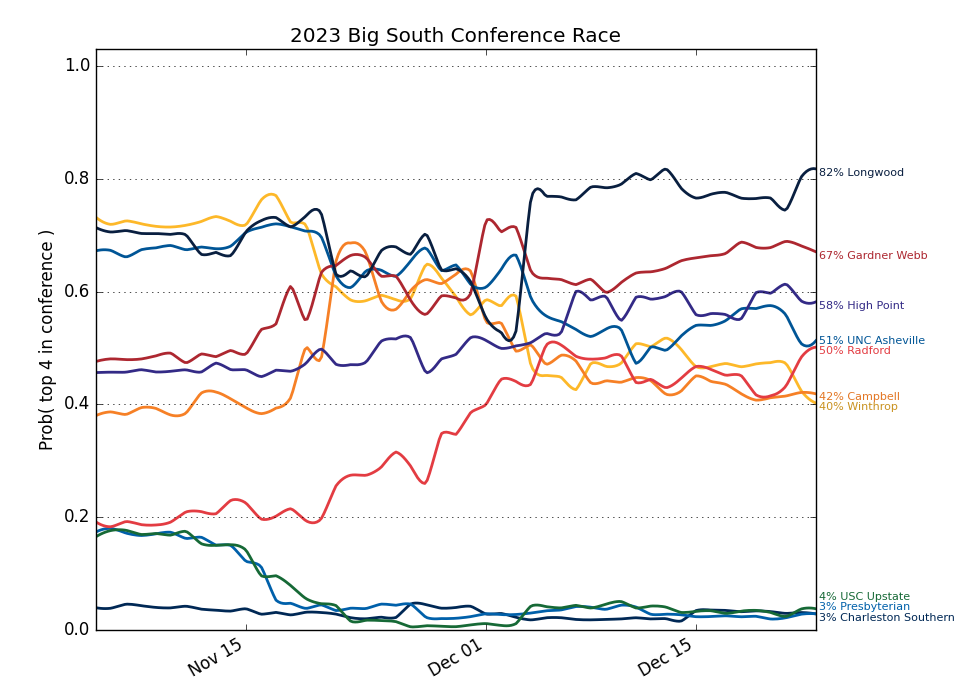 2023 Big South Conference Race
Prob( top 4 in conference )
1.0
0.8
0.6
0.4
0.2
0.0
Nov 15
Dec 01
Dec 15
82% Longwood
67% Gardner Webb
58% High Point
51% UNC Asheville
50% Radford
42% Campbell
40% Winthrop
4% USC Upstate
3% Presbyterian
3% Charleston Southern